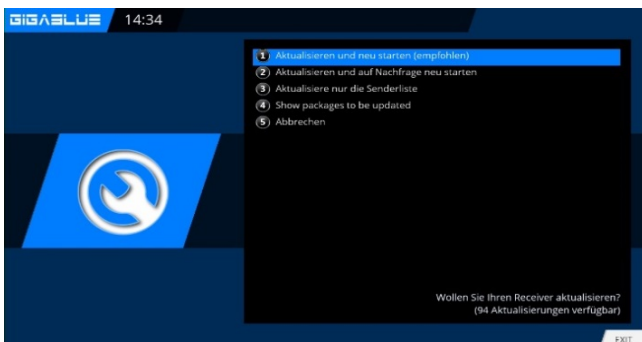 GIGABLUE 14:34
1 Aktualisieren und neu starten (empfohlen)
2 Aktualisieren und auf Nachfrage neu starten
3 Aktualisiere nur die Senderliste
4 Show packages to be updated
5 Abbrechen
Wollen Sie Ihren Receiver aktualisieren?
(94 Aktualisierungen verfügbar)
EXIT